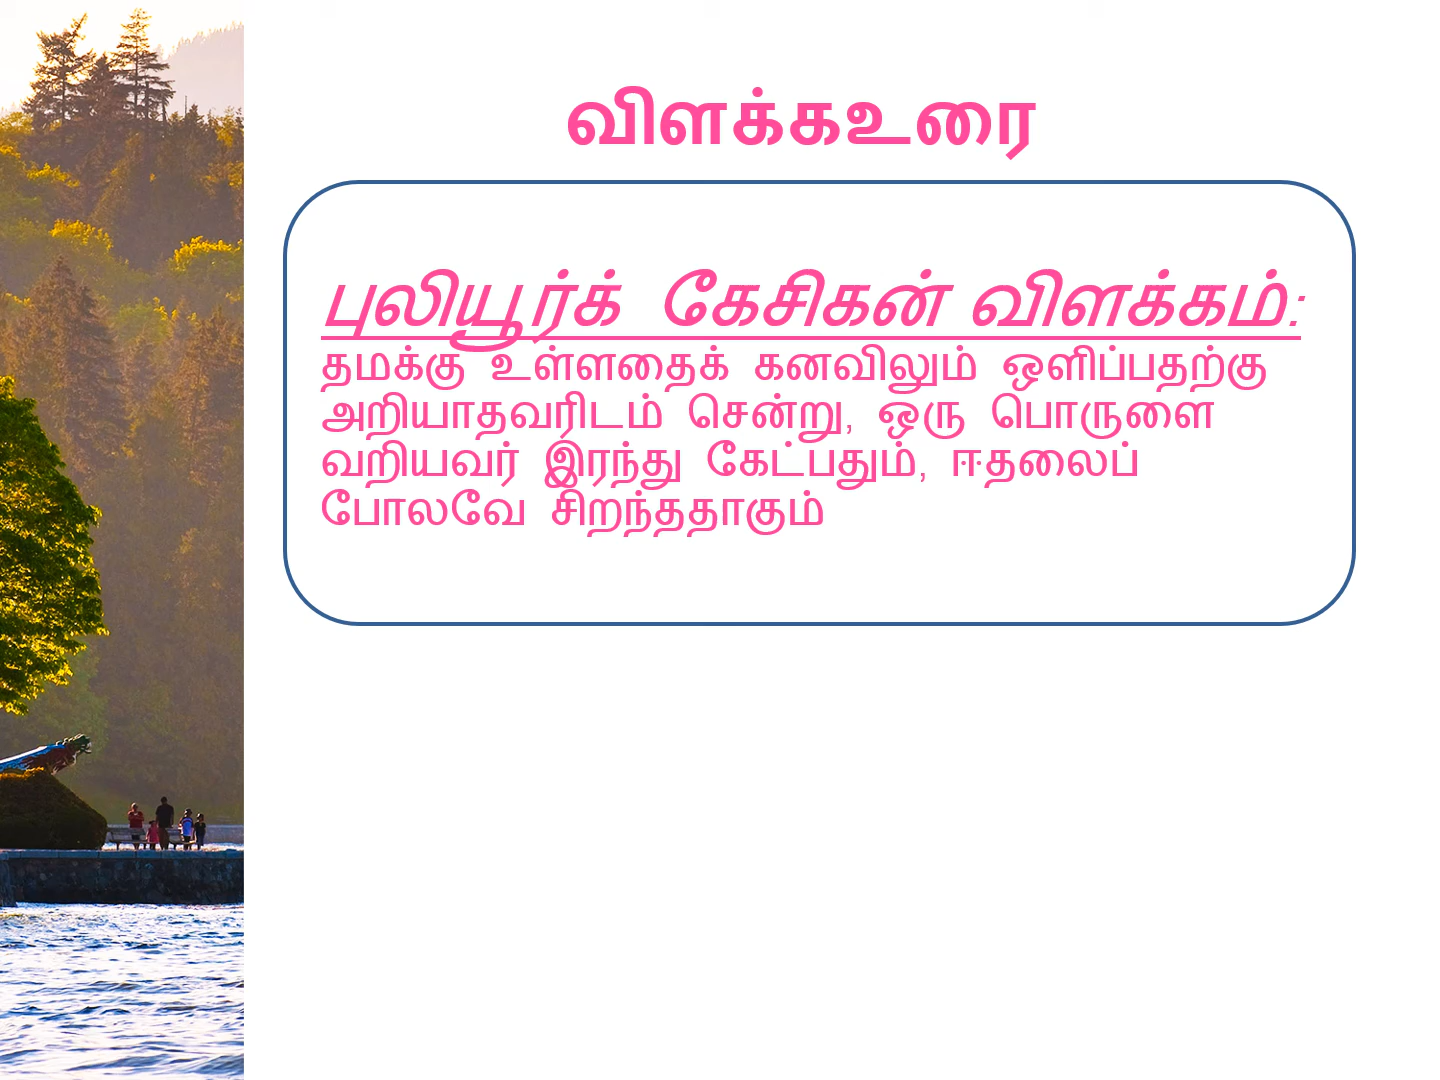 விளக்கஉரை
புலியூர்க் கேசிகன் விளக்கம்:
தமக்கு உள்ளதைக் கனவிலும் ஒளிப்பதற்கு
அறியாதவரிடம் சென்று, ஒரு பொருளை
வறியவர் இரந்து கேட்பதும், ஈதலைப்
போலவே சிறந்ததாகும்